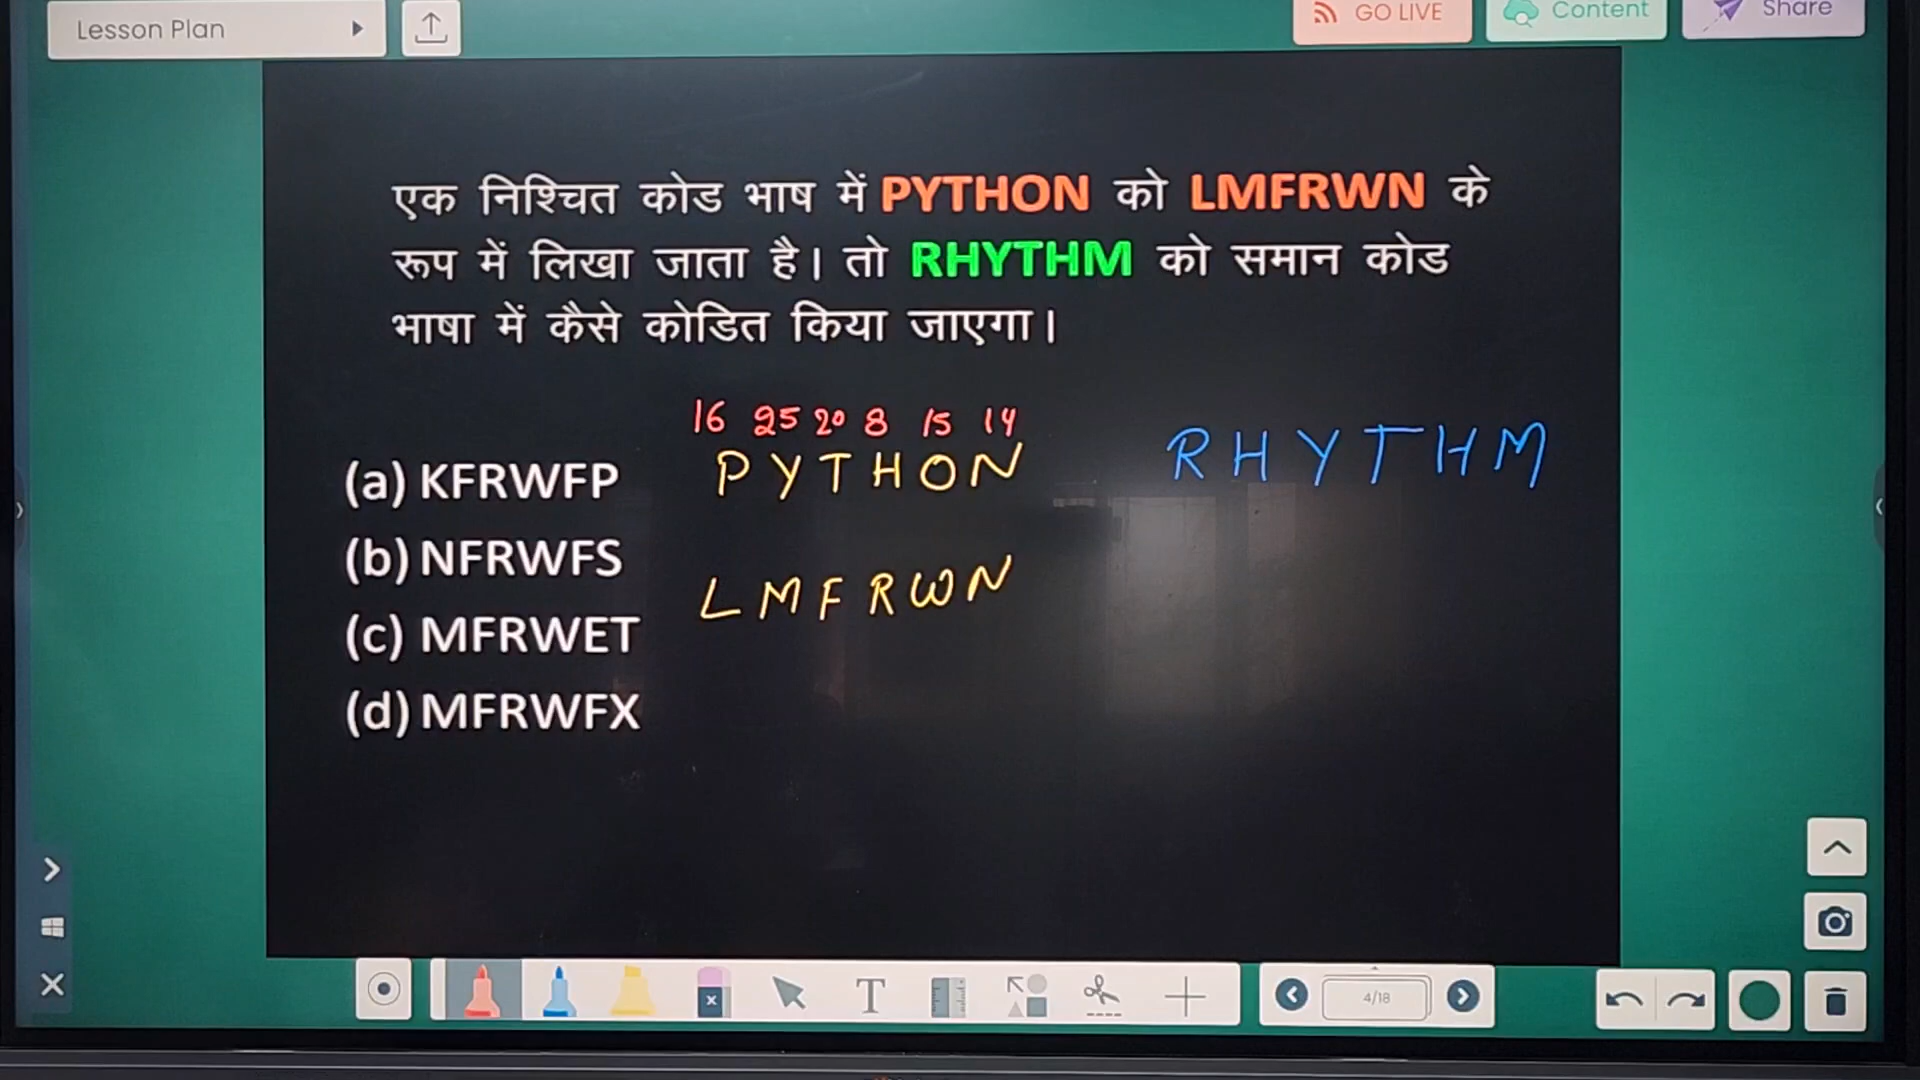 Lesson Plan
GO LIVE
Content
Share
एक निश्चित कोड भाष में PYTHON को LMFRWN के
रूप में लिखा जाता है। तो RHYTHM को समान कोड
भाषा में कैसे कोडित किया जाएगा।
16 25 20 8 15 14
PYTHON
RHYTHM
(a) KFRWFP
(b) NFRWFS
LMFRWN
(c) MFRWET
(d) MFRWFX
T
4/18